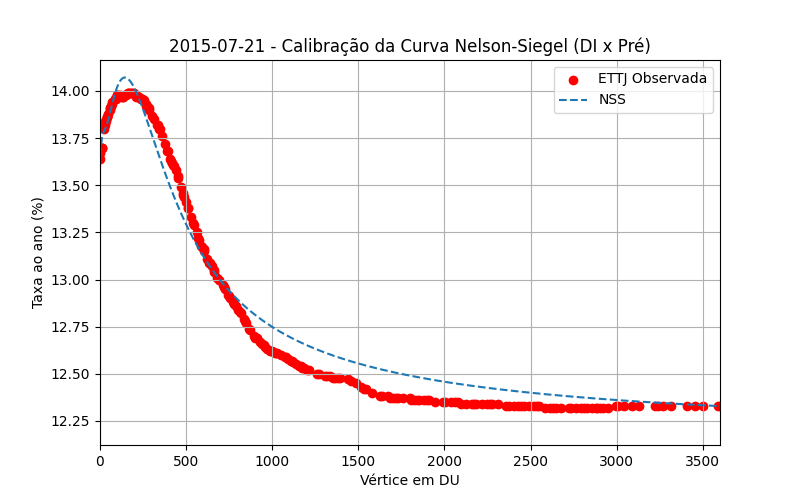 2015-07-21 - Calibração da Curva Nelson-Siegel (DI x Pré)
ETTJ Observada
NSS
Taxa ao ano (%)
14.00
13.75
13.50
13.25
13.00
12.75
12.50
12.25
0 500 1000 1500 2000 2500 3000 3500
Vértice em DU